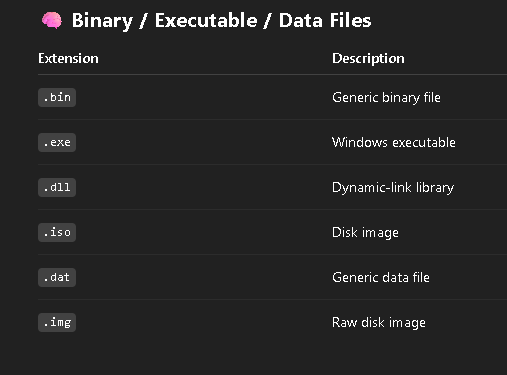 🧠 Binary / Executable / Data Files
Extension Description
.bin Generic binary file
.exe Windows executable
.dll Dynamic-link library
.iso Disk image
.dat Generic data file
.img Raw disk image